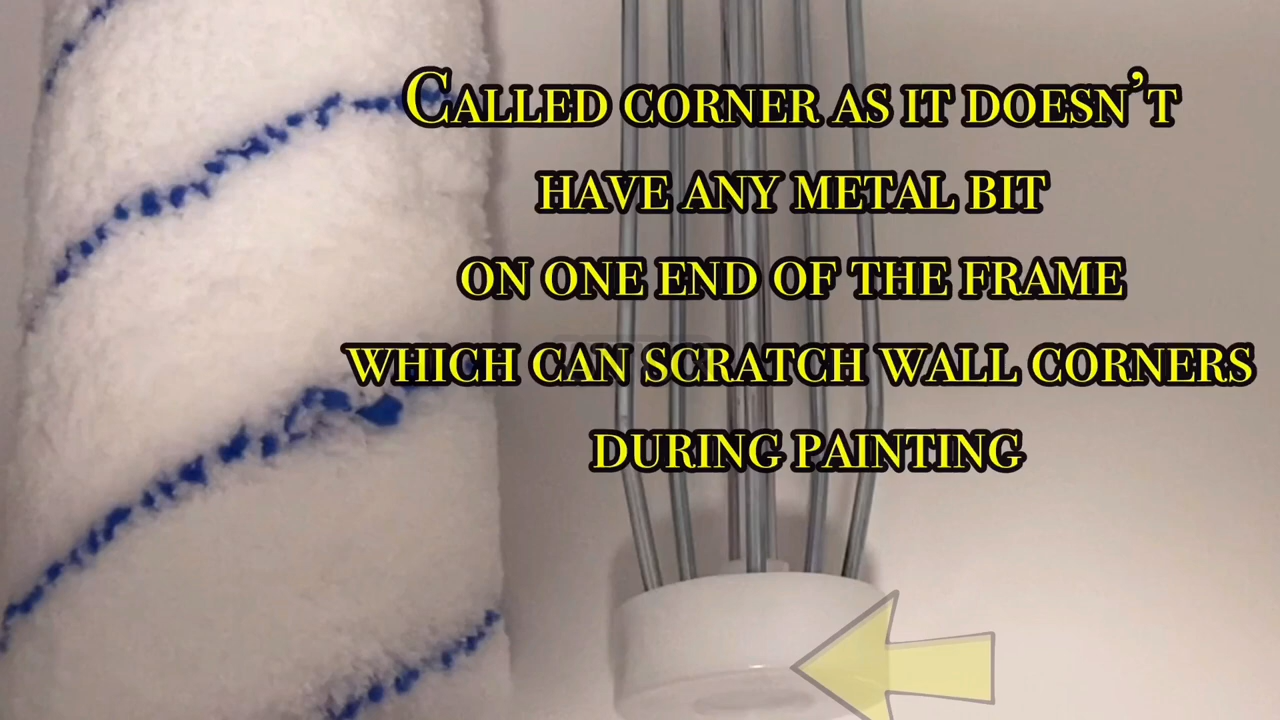 Called corner as it doesn’t
have any metal bit
on one end of the frame
which can scratch wall corners
during painting